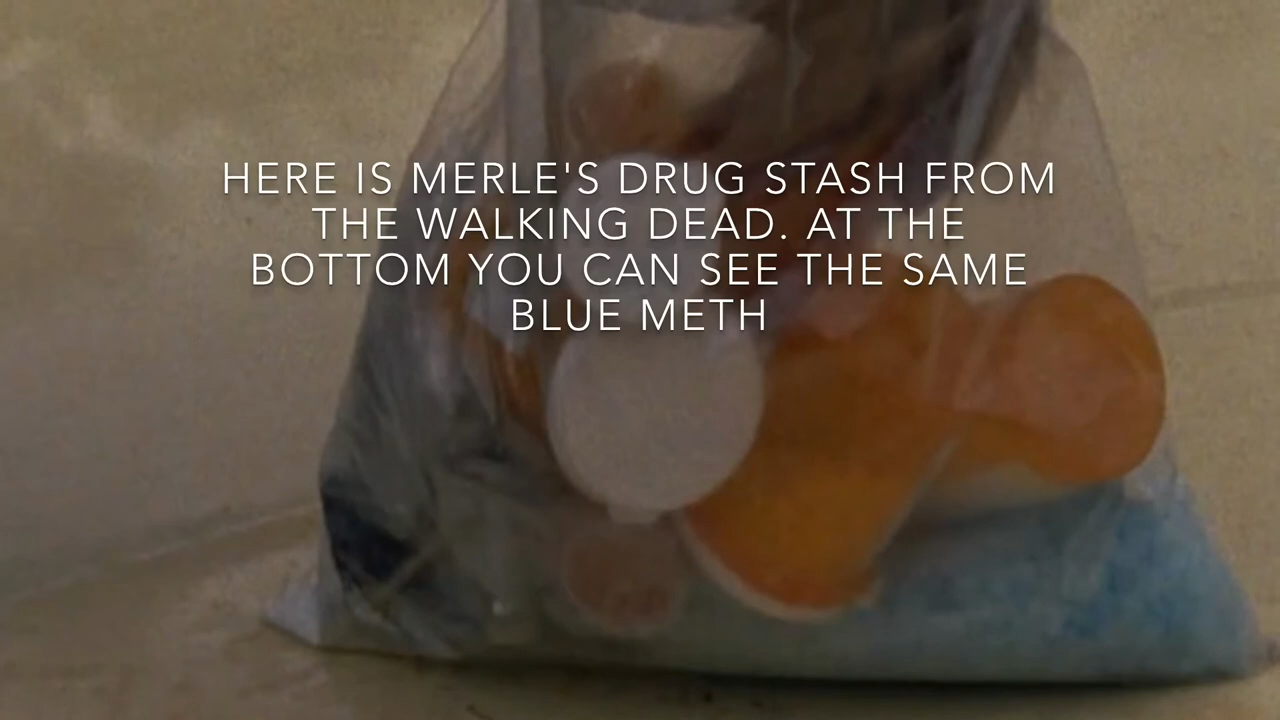 HERE IS MERLE'S DRUG STASH FROM
THE WALKING DEAD. AT THE
BOTTOM YOU CAN SEE THE SAME
BLUE METH